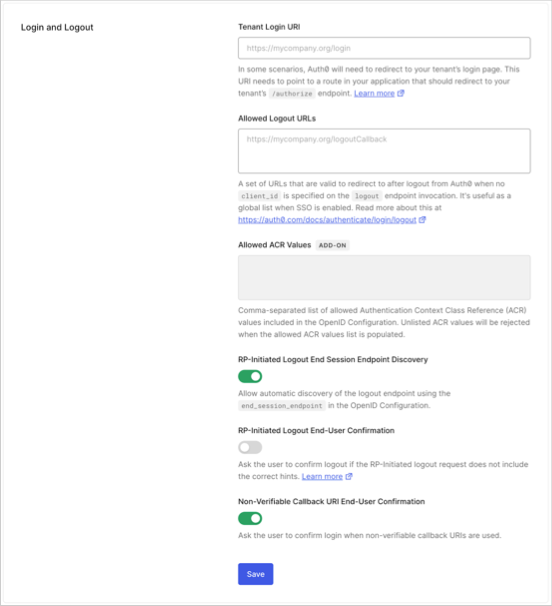 Login and Logout
Tenant Login URI
https://mycompany.org/login
In some scenarios, Auth0 will need to redirect to your tenant's login page. This
URI needs to point to a route in your application that should redirect to your
tenant's /authorize endpoint. Learn more
Allowed Logout URLs
https://mycompany.org/logoutCallback
A set of URLs that are valid to redirect to after logout from Auth0 when no
client_id is specified on the logout endpoint invocation. It's useful as a
global list when SSO is enabled. Read more about this at
https://auth0.com/docs/authenticate/login/logout
Allowed ACR Values ADD-ON
Comma-separated list of allowed Authentication Context Class Reference (ACR)
values included in the OpenID Configuration. Unlisted ACR values will be rejected
when the allowed ACR values list is populated.
RP-Initiated Logout End Session Endpoint Discovery
Allow automatic discovery of the logout endpoint using the
end_session_endpoint in the OpenID Configuration.
RP-Initiated Logout End-User Confirmation
Ask the user to confirm logout if the RP-Initiated logout request does not include
the correct hints. Learn more
Non-Verifiable Callback URI End-User Confirmation
Ask the user to confirm login when non-verifiable callback URIs are used.
Save